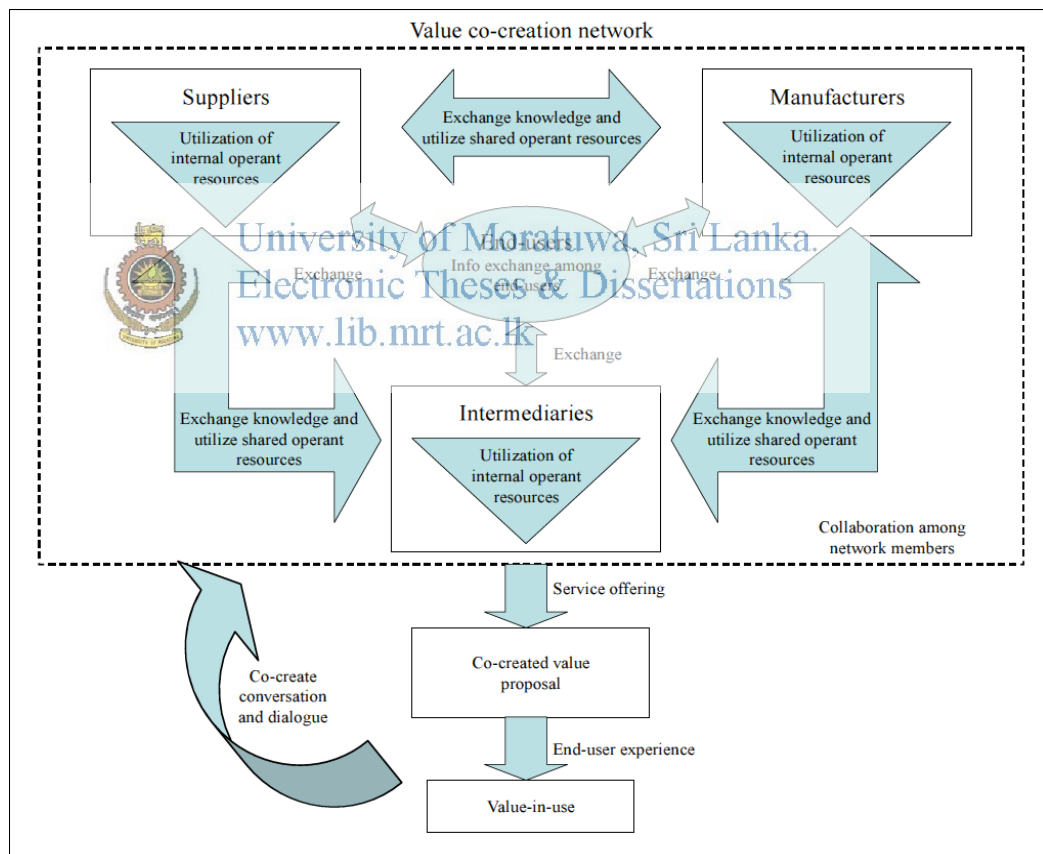 Value co-creation network
Suppliers
Utilization of
internal operant
resources
Exchange knowledge and
utilize shared operant resources
Manufacturers
Utilization of
internal operant
resources
End-users
Info exchange among
end-users
Exchange
Exchange
Exchange
University of Moratuwa, Sri Lanka.
Electronic Theses & Dissertations
www.lib.mrt.ac.lk
Exchange knowledge and
utilize shared operant
resources
Intermediaries
Utilization of
internal operant
resources
Exchange knowledge and
utilize shared operant
resources
Collaboration among
network members
Service offering
Co-created value
proposal
Co-create
conversation
and dialogue
End-user experience
Value-in-use